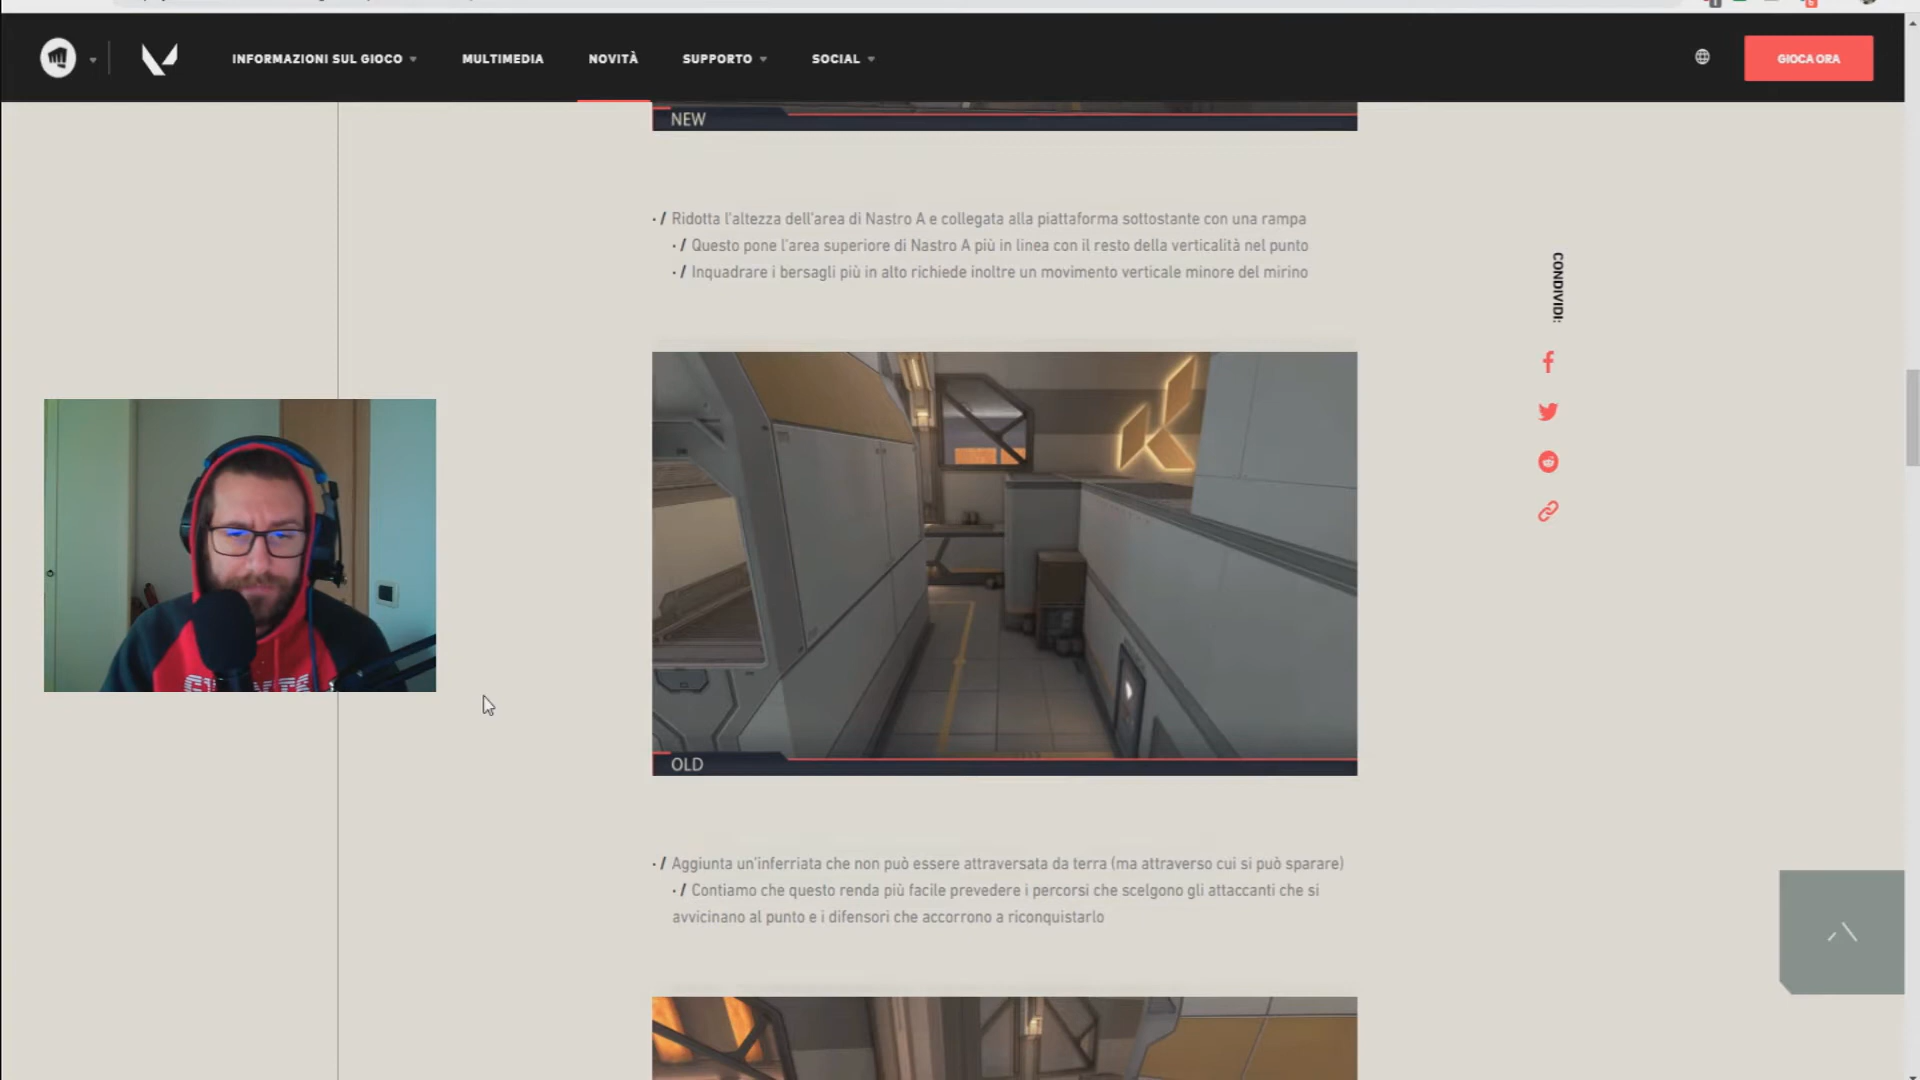 INFORMAZIONI SUL GIOCO
MULTIMEDIA
NOVITÀ
SUPPORTO
SOCIAL
GIOCA ORA
NEW
· / Ridotta l'altezza dell'area di Nastro A e collegata alla piattaforma sottostante con una rampa
· / Questo pone l'area superiore di Nastro A più in linea con il resto della verticalità nel punto
· / Inquadrare i bersagli più in alto richiede inoltre un movimento verticale minore del mirino
CONDIVIDI:
OLD
· / Aggiunta un'inferriata che non può essere attraversata da terra (ma attraverso cui si può sparare)
· / Contiamo che questo renda più facile prevedere i percorsi che scelgono gli attaccanti che si
avvicinano al punto e i difensori che accorrono a riconquistarlo